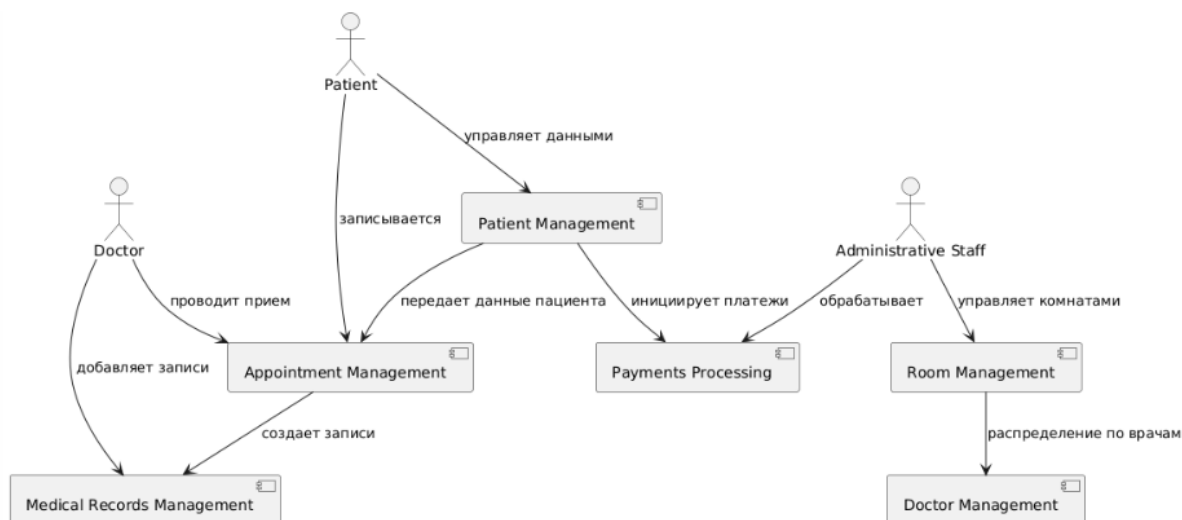 Patient
управляет данными
Doctor
записывается
Patient Management
Administrative Staff
проводит прием
передает данные пациента
инициирует платежи
обрабатывает
управляет комнатами
добавляет записи
Appointment Management
Payments Processing
Room Management
создает записи
распределение по врачам
Medical Records Management
Doctor Management